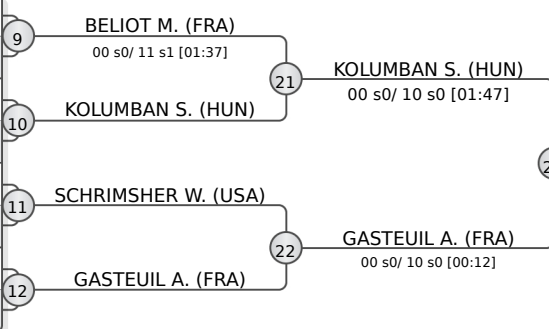 9
BELIOT M. (FRA)
00 s0/ 11 s1 [01:37]
10
KOLUMBAN S. (HUN)
21
KOLUMBAN S. (HUN)
00 s0/ 10 s0 [01:47]
11
SCHRIMSHER W. (USA)
12
GASTEUIL A. (FRA)
22
GASTEUIL A. (FRA)
00 s0/ 10 s0 [00:12]